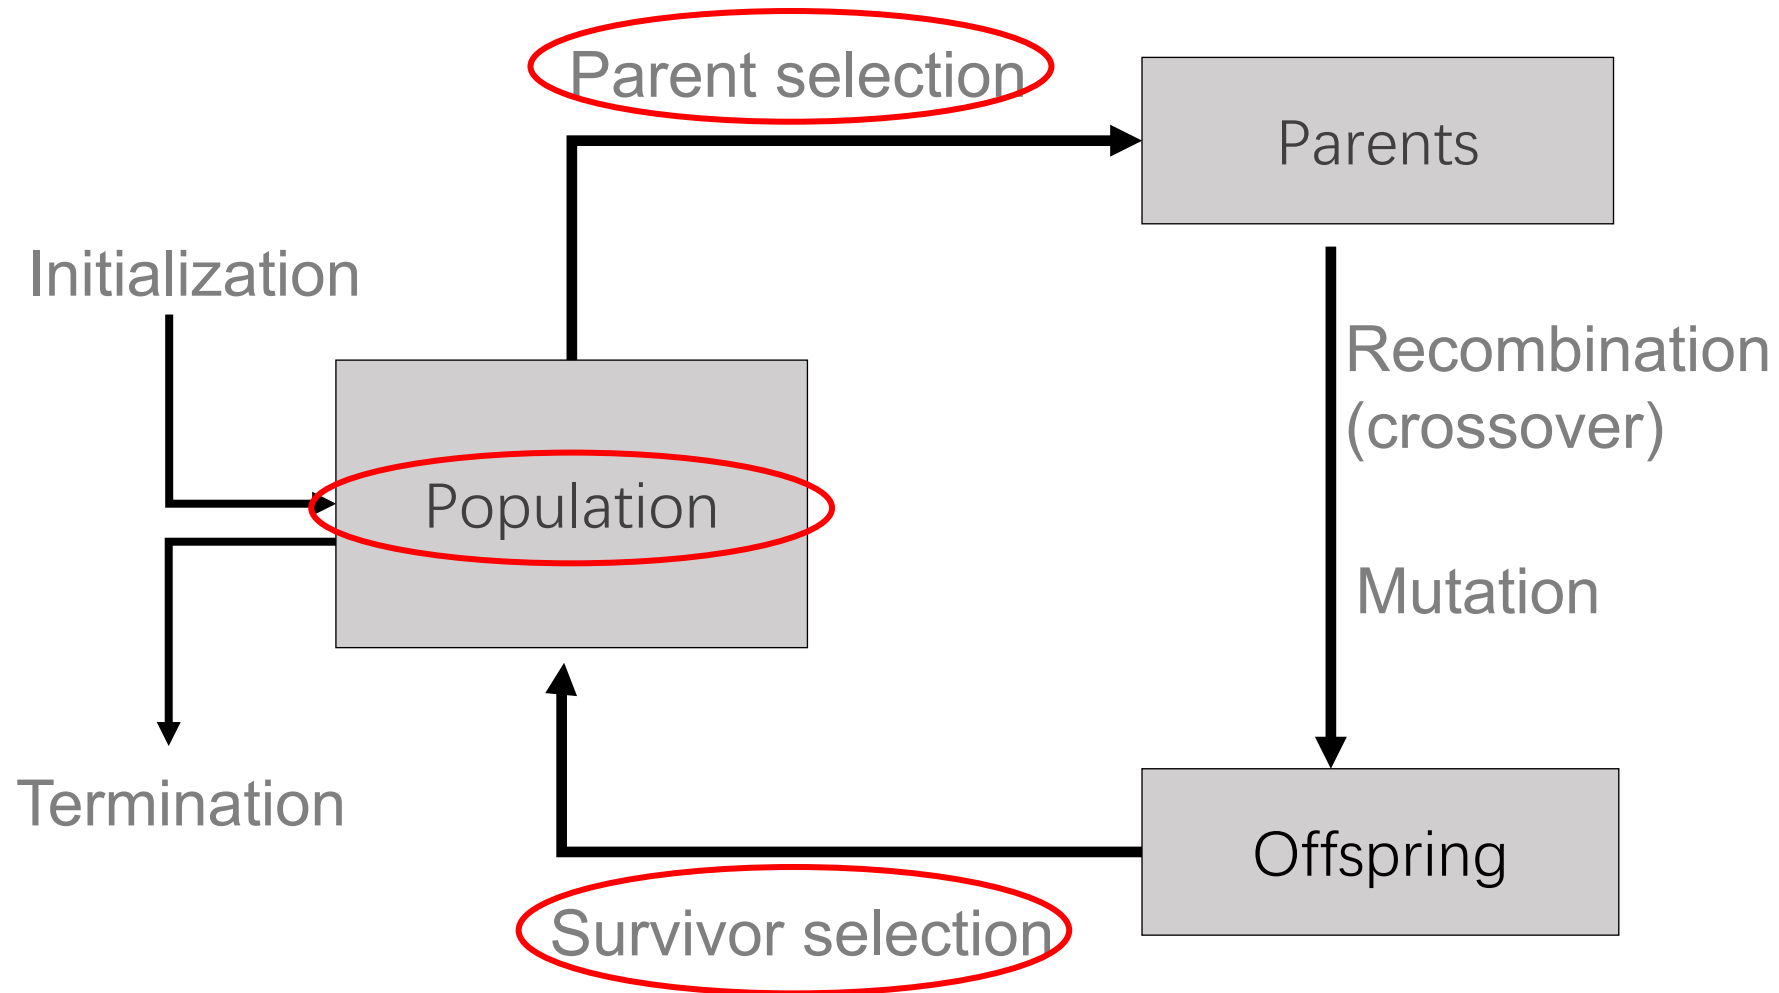 Parent selection
Parents
Initialization
Recombination
(crossover)
Population
Mutation
Termination
Offspring
Survivor selection